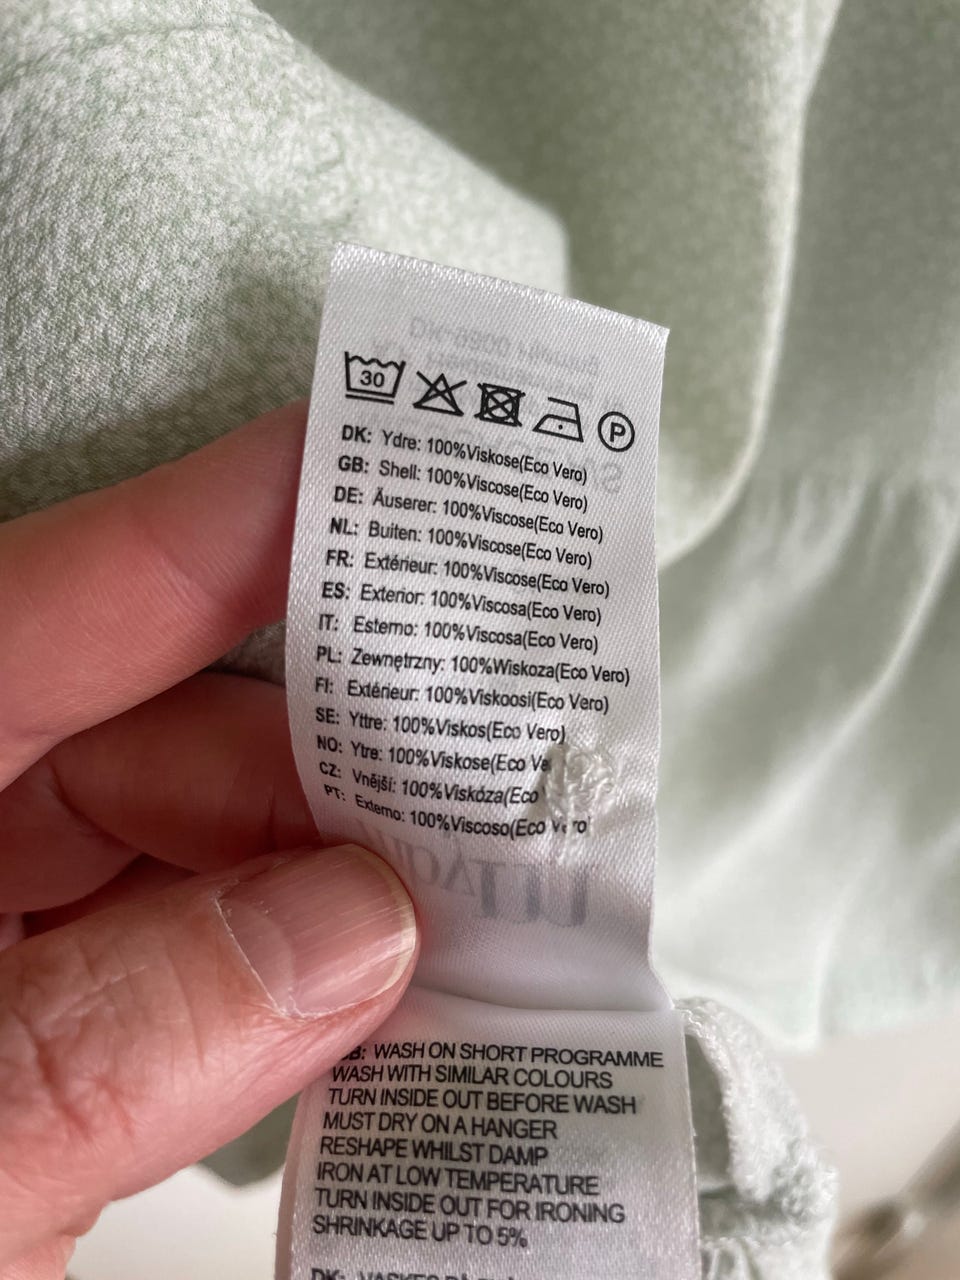 30
P
DK: Ydre: 100%Viskose(Eco Vero)
GB: Shell: 100%Viscose(Eco Vero)
DE: Äuserer: 100%Viscose(Eco Vero)
NL: Buiten: 100%Viscose(Eco Vero)
FR: Extérieur: 100%Viscose(Eco Vero)
ES: Exterior: 100%Viscosa(Eco Vero)
IT: Esterno: 100%Viscosa(Eco Vero)
PL: Zewnętrzny: 100%Wiskoza(Eco Vero)
FI: Extérieur: 100%Viskoosi(Eco Vero)
SE: Yttre: 100%Viskos(Eco Vero)
NO: Ytre: 100%Viskose(Eco Ve
CZ: Vnější: 100%Viskóza(Eco
PT: Externo: 100%Viscoso(Eco Vero)
GB: WASH ON SHORT PROGRAMME
WASH WITH SIMILAR COLOURS
TURN INSIDE OUT BEFORE WASH
MUST DRY ON A HANGER
RESHAPE WHILST DAMP
IRON AT LOW TEMPERATURE
TURN INSIDE OUT FOR IRONING
SHRINKAGE UP TO 5%
DK: